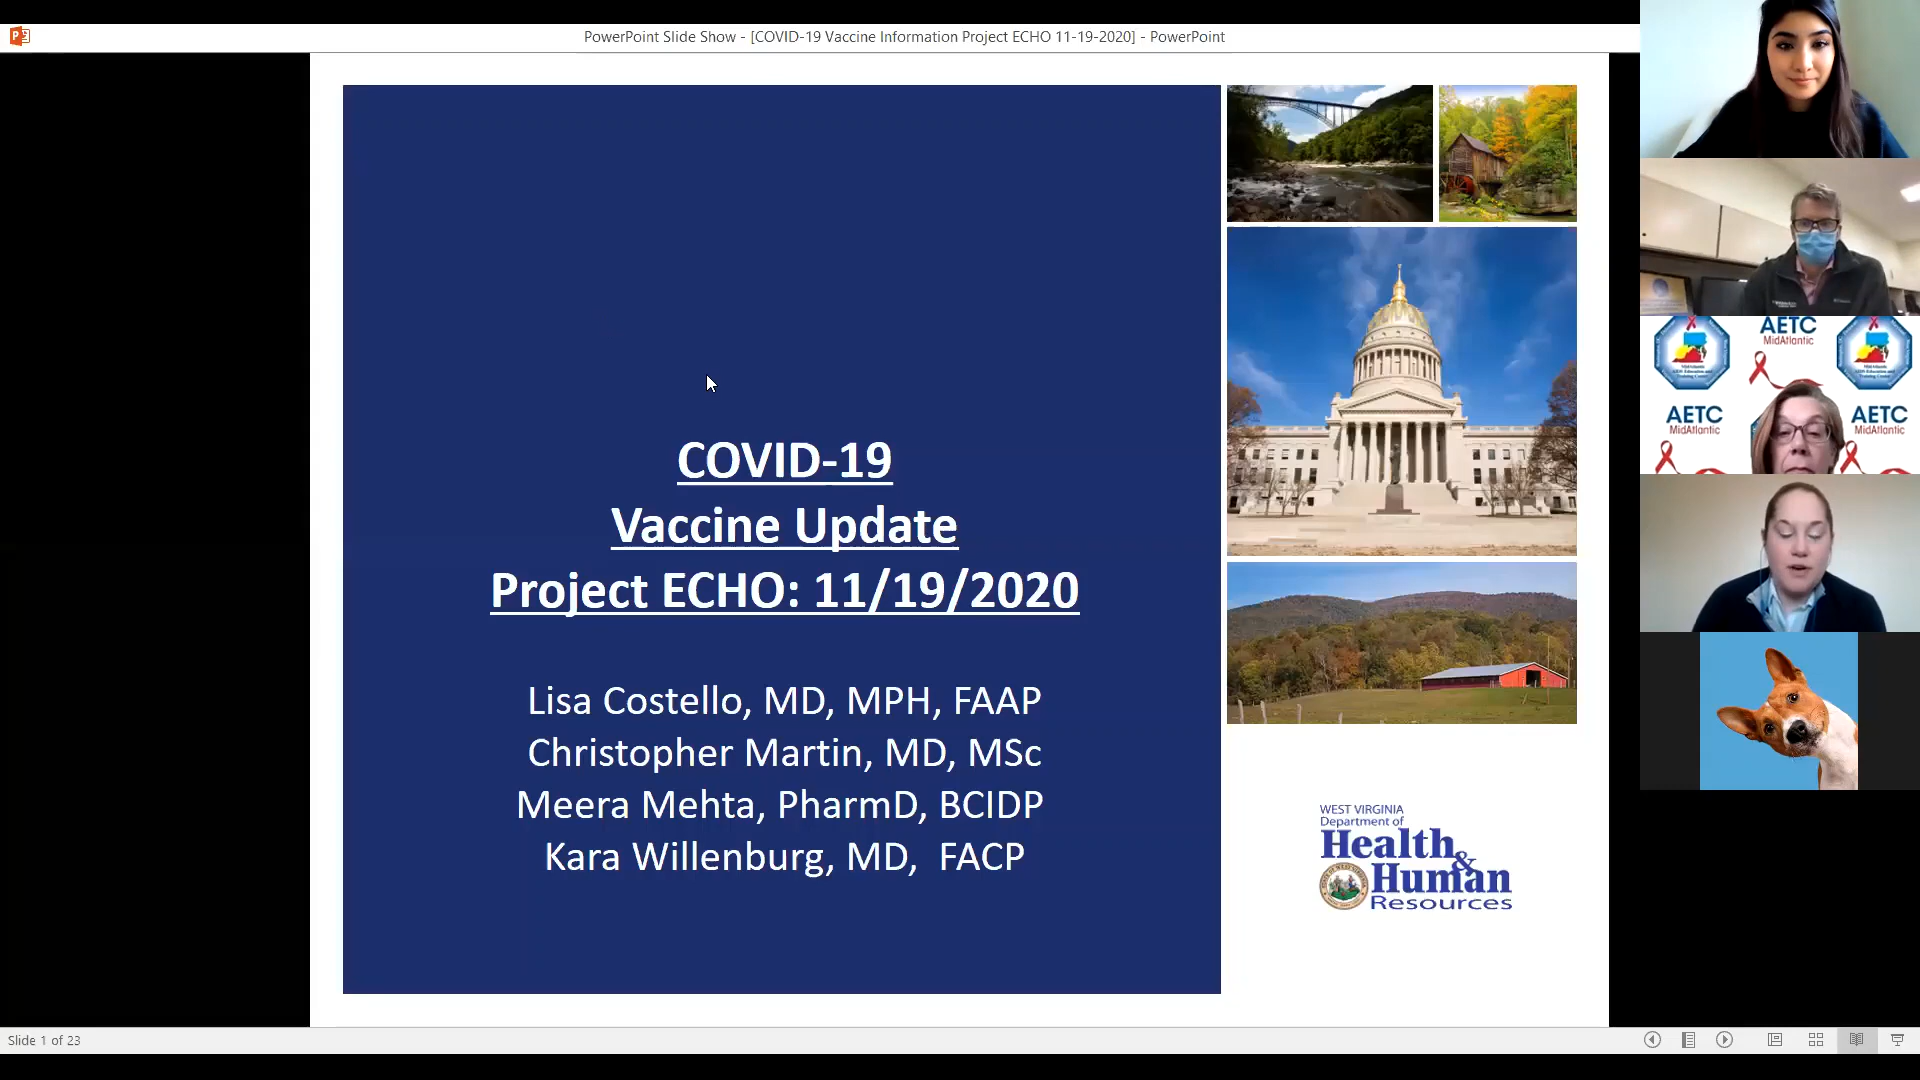 PowerPoint Slide Show - [COVID-19 Vaccine Information Project ECHO 11-19-2020] - PowerPoint
COVID-19
Vaccine Update
Project ECHO: 11/19/2020
Lisa Costello, MD, MPH, FAAP
Christopher Martin, MD, MSc
Meera Mehta, PharmD, BCIDP
Kara Willenburg, MD, FACP
WEST VIRGINIA
Department of
Health &
Human
Resources
AETC
MidAtlantic
AETC
MidAtlantic
AETC
MidAtlantic
Slide 1 of 23